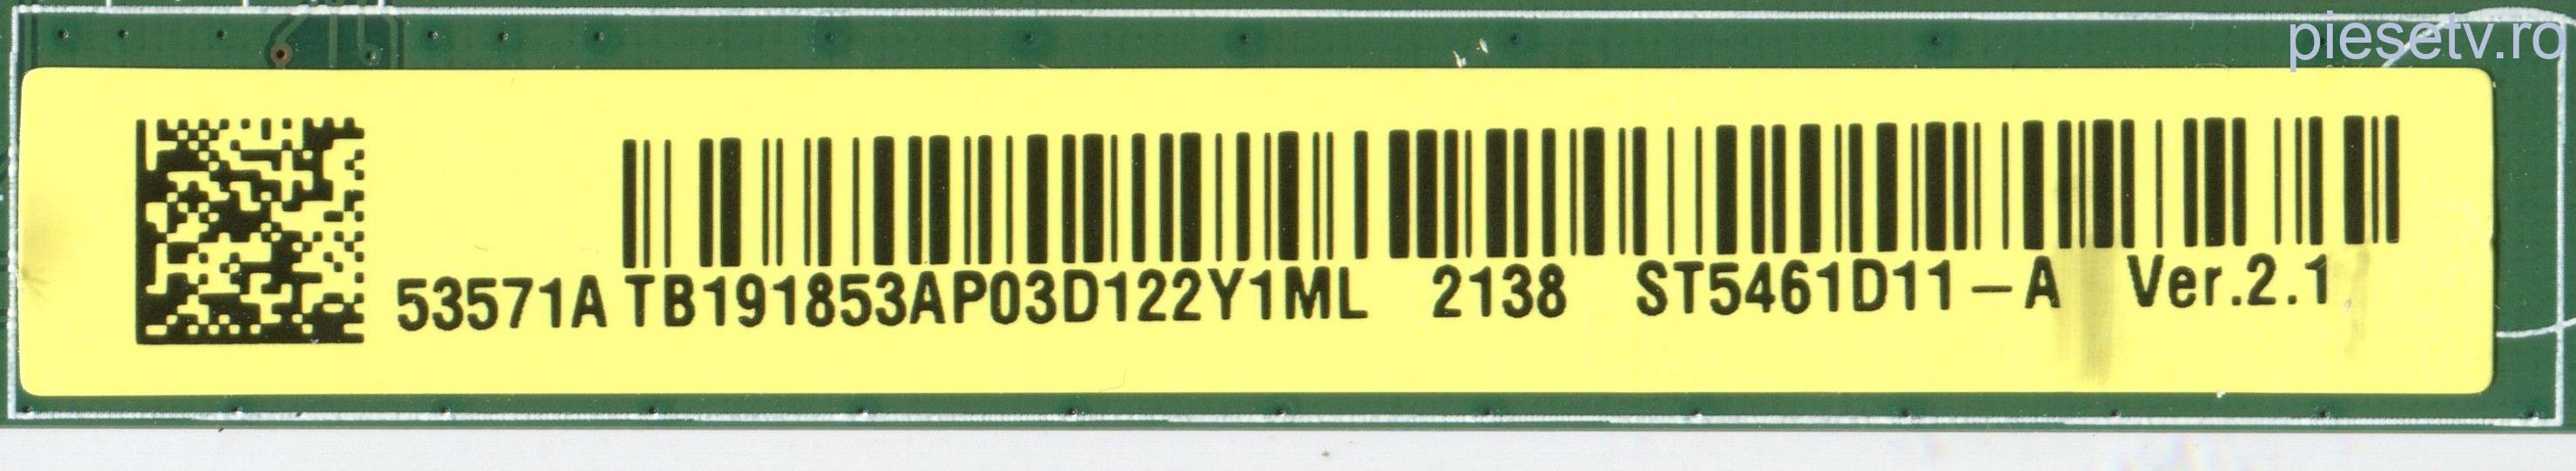 piesetv.ro
53571A TB191853AP03D122Y1ML 2138 ST5461D11-A Ver.2.1